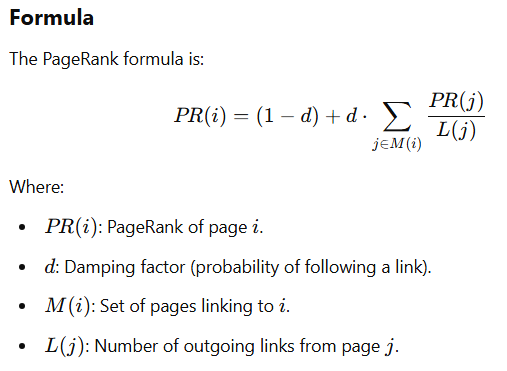 Formula
The PageRank formula is:
PR(i) = (1 − d) + d · ∑_{j∈M(i)} PR(j)/L(j)
Where:
• PR(i): PageRank of page i.
• d: Damping factor (probability of following a link).
• M(i): Set of pages linking to i.
• L(j): Number of outgoing links from page j.